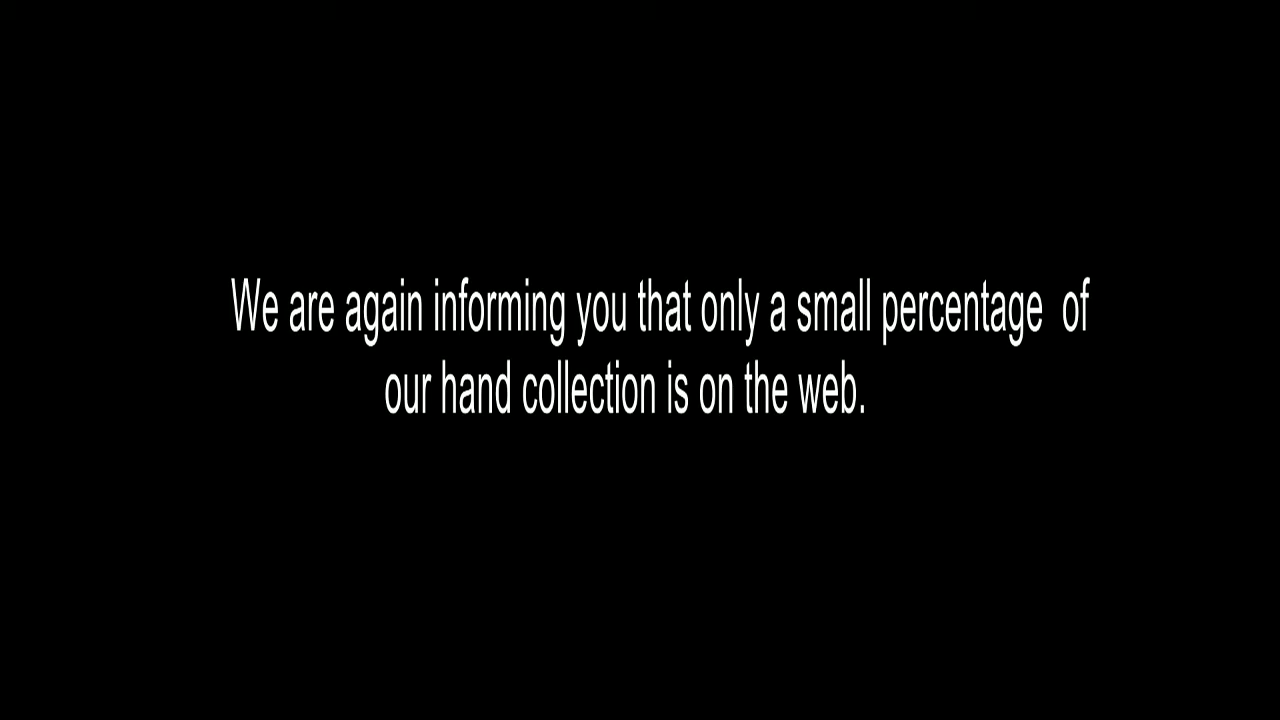 We are again informing you that only a small percentage  of
our hand collection is on the web.